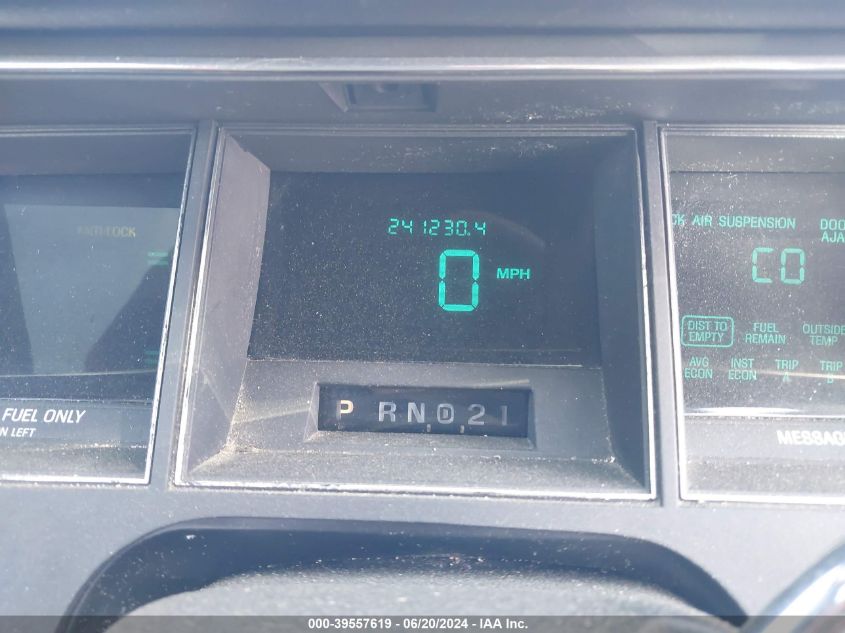 ANTI-LOCK
FUEL ONLY
N LEFT
241230.4
0 MPH
P R N D 2 1
CK AIR SUSPENSION
DOO
AJA
CO
DIST TO
EMPTY
FUEL
REMAIN
OUTSIDE
TEMP
AVG
ECON
INST
ECON
TRIP
A
TRIP
B
MESSAG
000-39557619 - 06/20/2024 - IAA Inc.